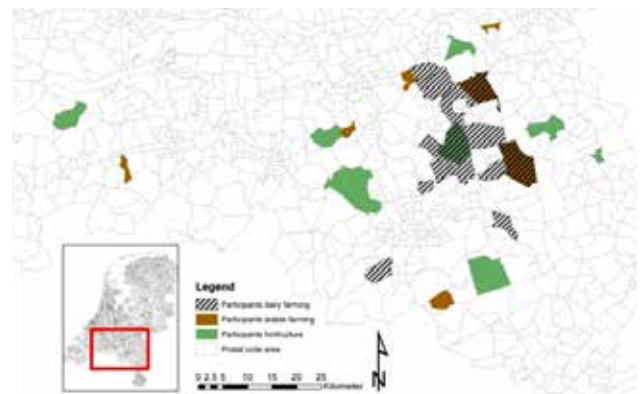 Legend
Participants dairy farming
Participants arable farming
Participants horticulture
Postal code area
0 2.5 5 10 15 20 25
Kilometer
N